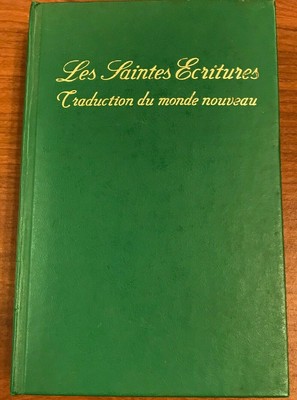 Les Saintes Ecritures
Traduction du monde nouveau